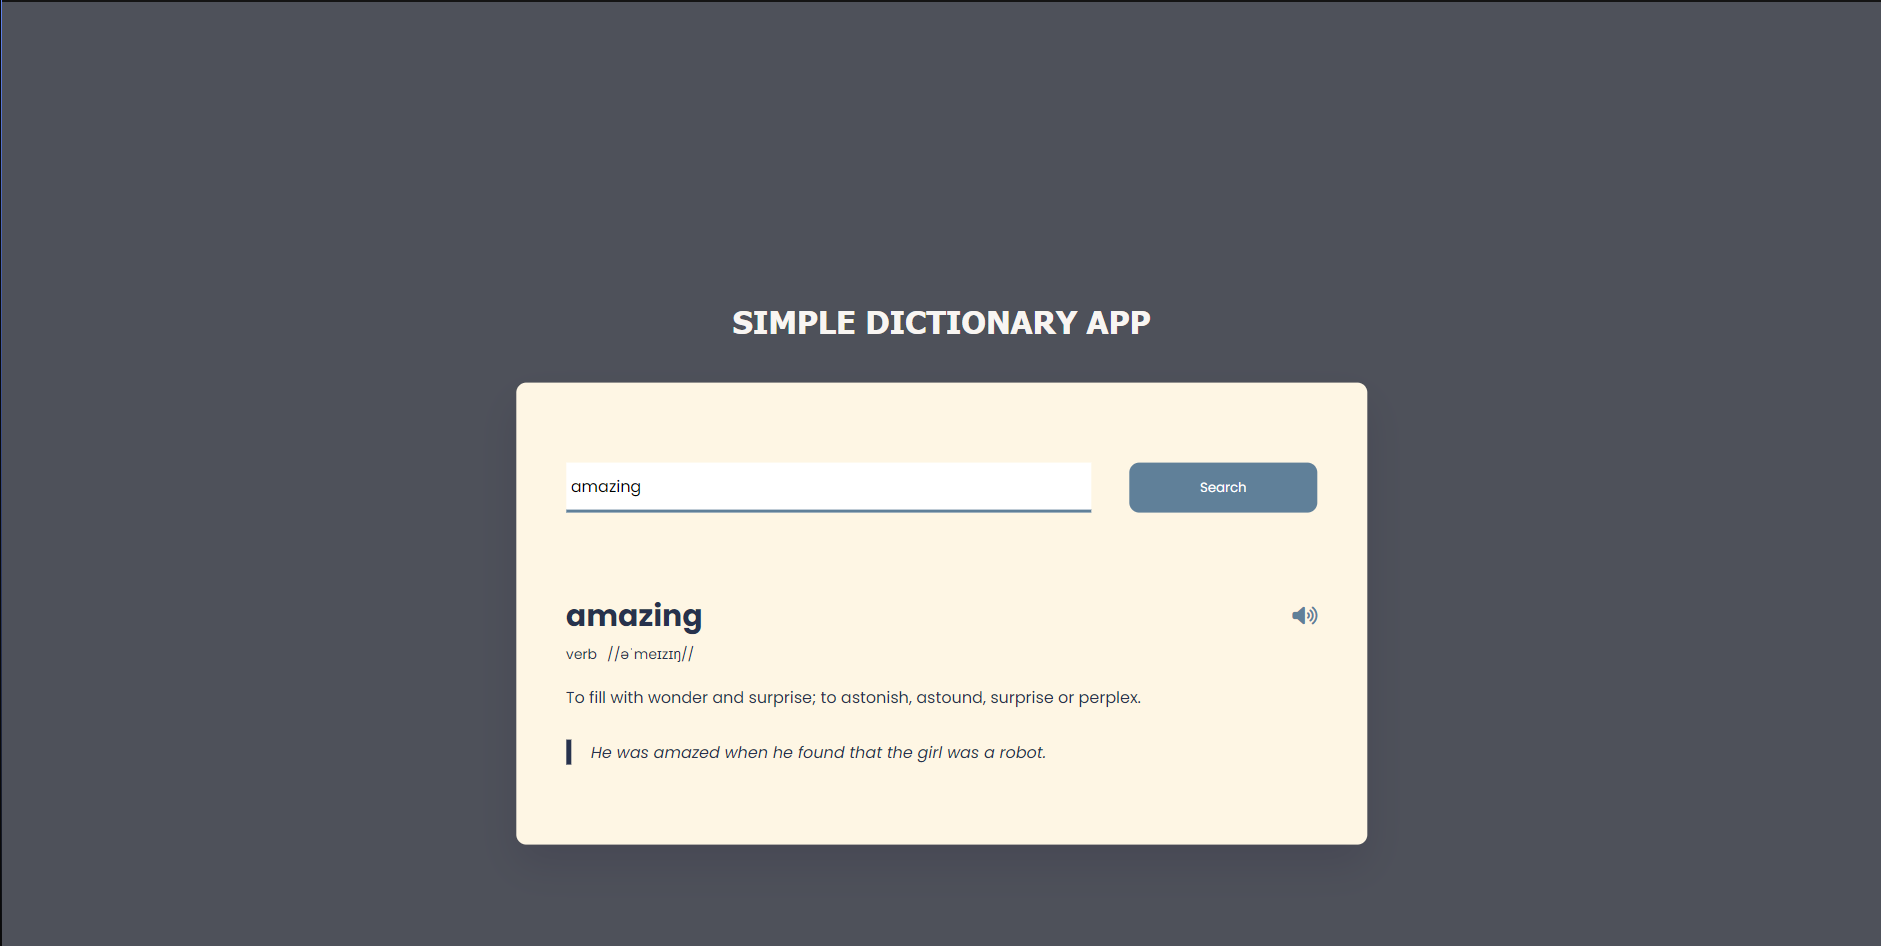 SIMPLE DICTIONARY APP
amazing
Search
amazing
verb //əˈmeɪzɪŋ//
To fill with wonder and surprise; to astonish, astound, surprise or perplex.
He was amazed when he found that the girl was a robot.